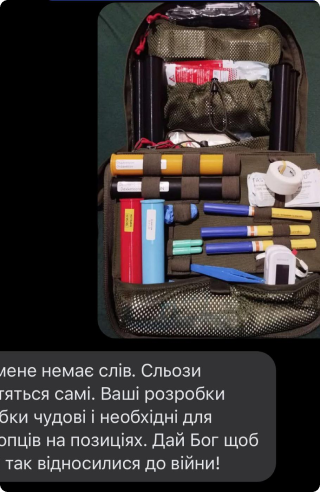 мене немає слів. Сльози
тяться самі. Ваші розробки
бки чудові і необхідні для
опців на позиціях. Дай Бог щоб
так відносилися до війни!